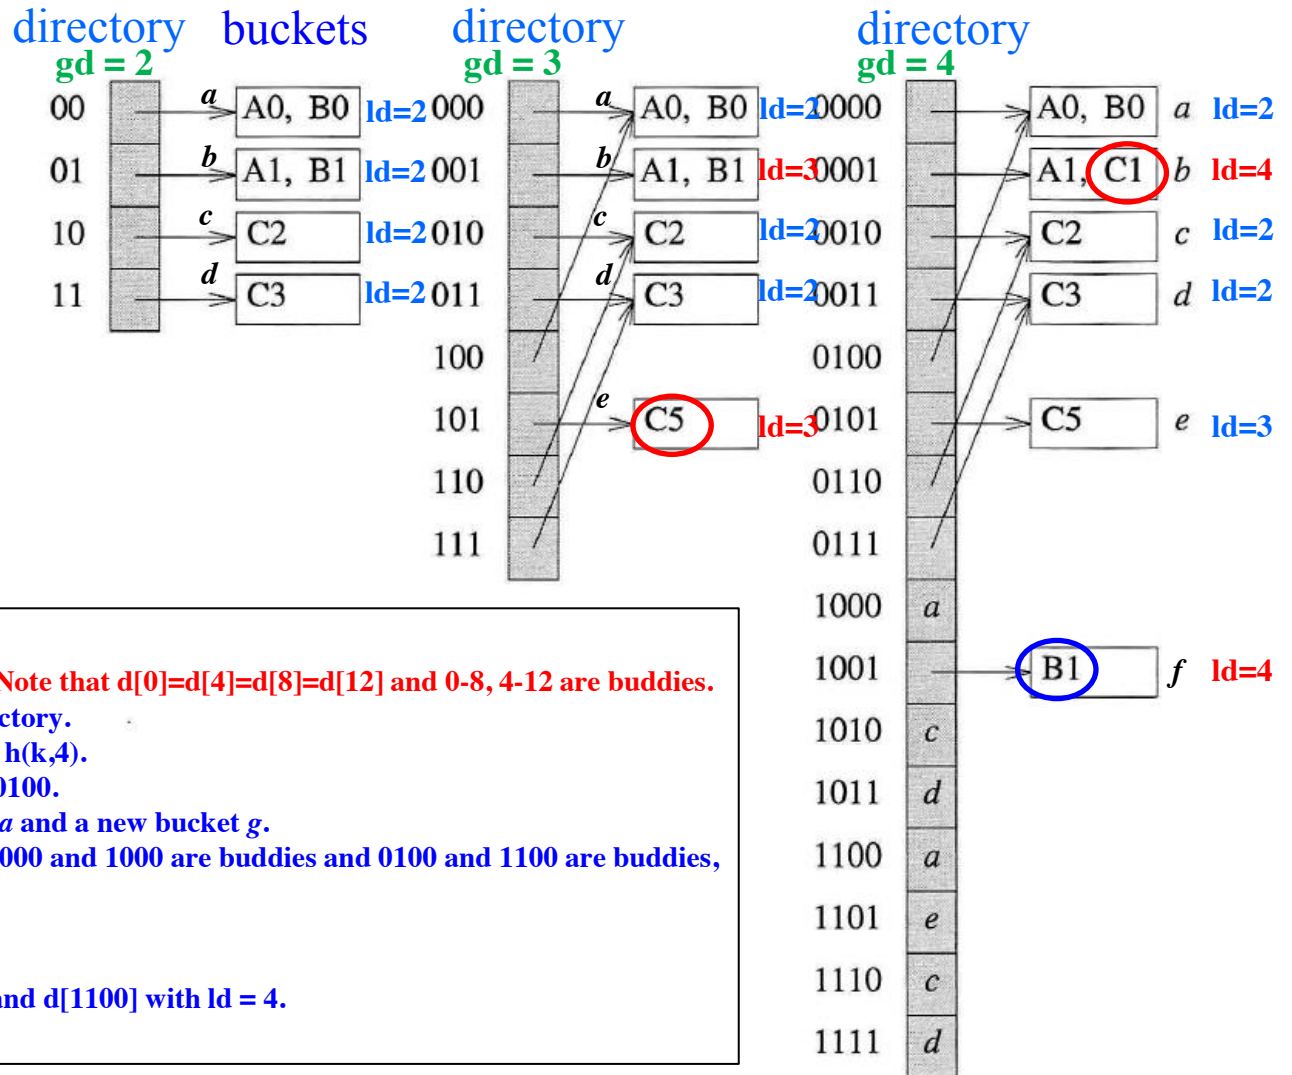 directory buckets directory directory
gd = 2 gd = 3 gd = 4
00 a A0, B0 ld=2 000 a A0, B0 ld=2 0000 A0, B0 a ld=2
01 b A1, B1 ld=2 001 b A1, B1 ld=3 0001 A1, C1 b ld=4
10 c C2 ld=2 010 c C2 ld=2 0010 C2 c ld=2
11 d C3 ld=2 011 d C3 ld=2 0011 C3 d ld=2
100 0100
101 e C5 ld=3 0101 C5 e ld=3
110 0110
111 0111
1000 a
1001 B1 f ld=4
1010 c
1011 d
1100 a
1101 e
1110 c
1111 d
Note that d[0]=d[4]=d[8]=d[12] and 0-8, 4-12 are buddies.
ctory.
h(k,4).
0100.
a and a new bucket g.
000 and 1000 are buddies and 0100 and 1100 are buddies,
and d[1100] with ld = 4.